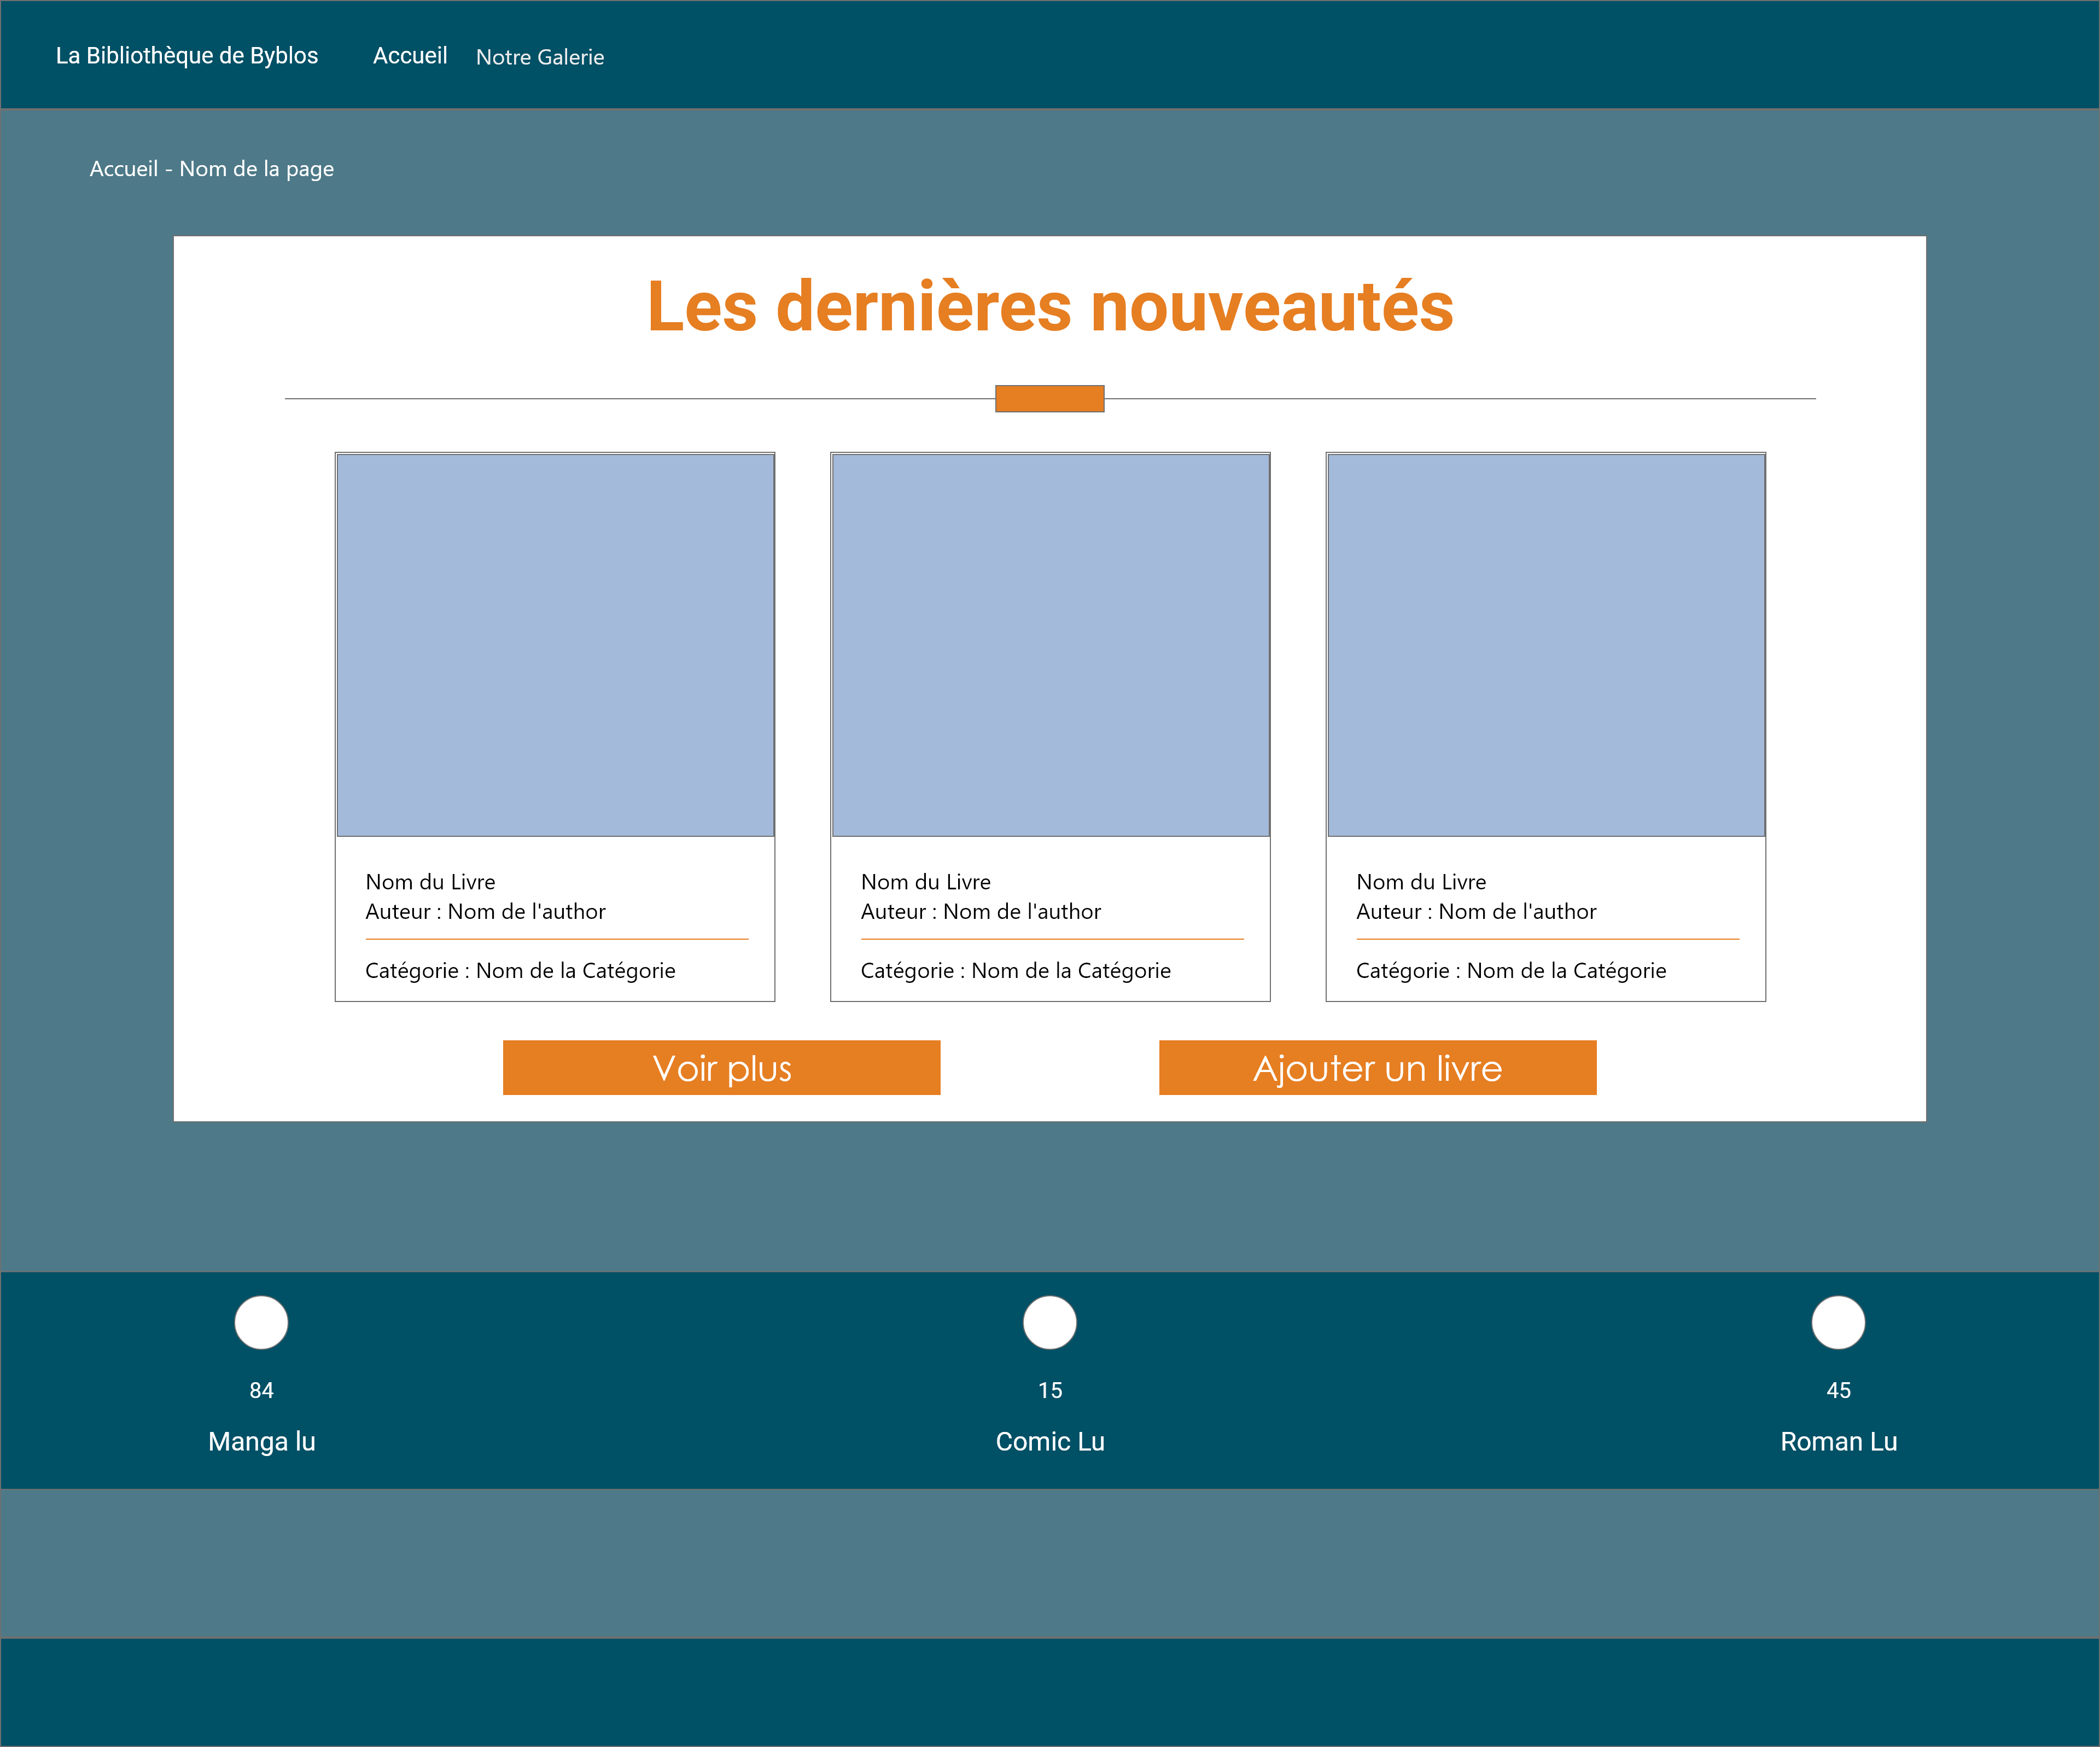 La Bibliothèque de Byblos Accueil Notre Galerie
Accueil - Nom de la page
Les dernières nouveautés
Nom du Livre
Auteur : Nom de l'author
Catégorie : Nom de la Catégorie
Nom du Livre
Auteur : Nom de l'author
Catégorie : Nom de la Catégorie
Nom du Livre
Auteur : Nom de l'author
Catégorie : Nom de la Catégorie
Voir plus
Ajouter un livre
84
Manga lu
15
Comic Lu
45
Roman Lu